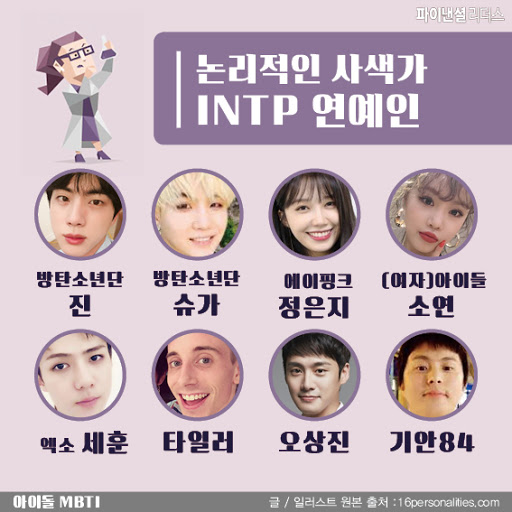 파이낸셜리더스
논리적인 사색가
INTP 연예인
방탄소년단
진
방탄소년단
슈가
에이핑크
정은지
(여자)아이들
소연
엑소 세훈
타일러
오상진
기안84
아이돌 MBTI
글 / 일러스트 원본 출처 :16personalities.com